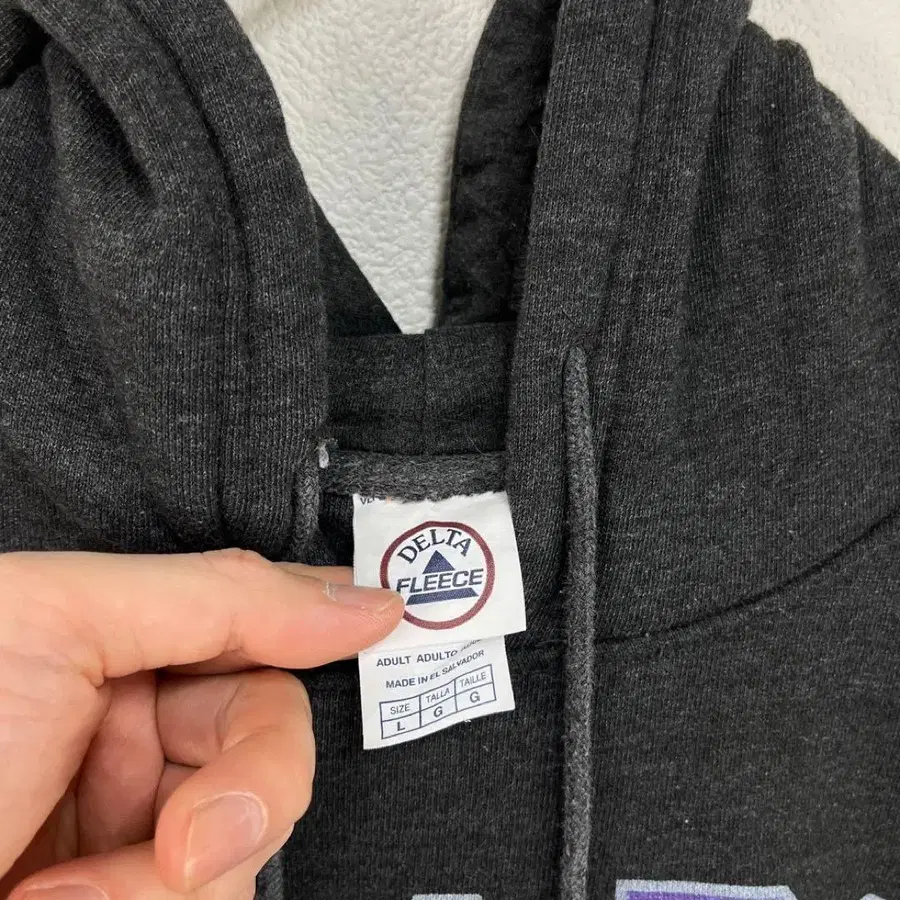 DELTA
FLEECE
ADULT ADULTO
MADE IN EL SALVADOR
SIZE TALLA TAILLE
L G G